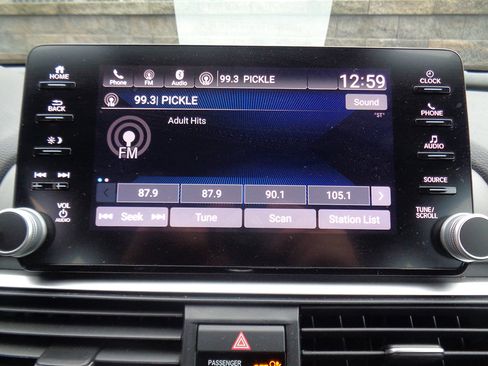 HOME
Phone FM Audio 99.3 PICKLE 12:59
CLOCK
BACK
99.3| PICKLE Sound
PHONE
Adult Hits "ST"
FM
AUDIO
87.9 87.9 90.1 105.1
SOURCE
VOL
AUDIO
Seek Tune Scan Station List
TUNE/
SCROLL
PASSENGER